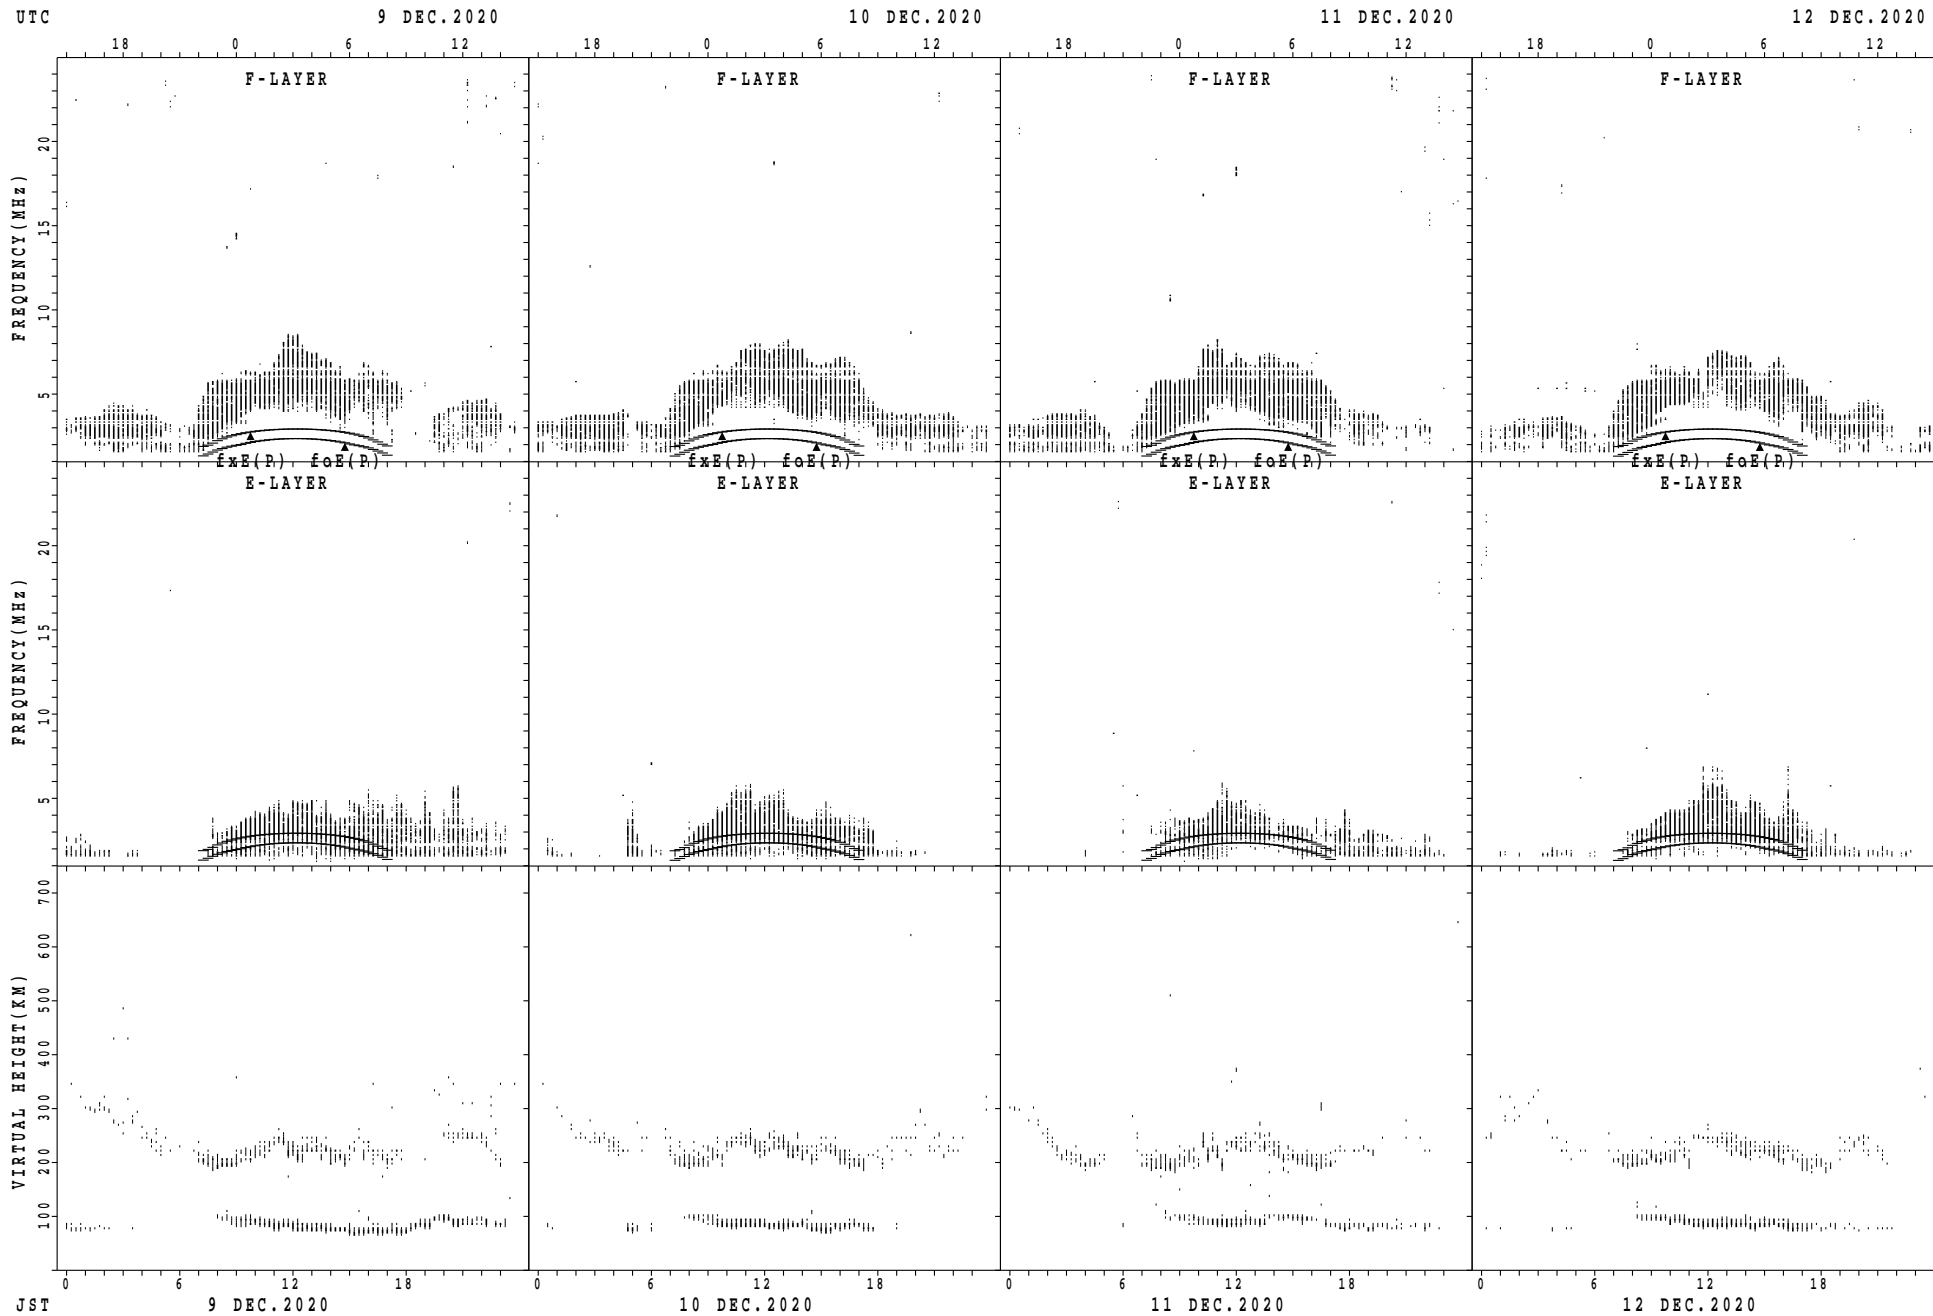 UTC 9 DEC.2020 10 DEC.2020 11 DEC.2020 12 DEC.2020
18 0 6 12 18 0 6 12 18 0 6 12 18 0 6 12
F-LAYER F-LAYER F-LAYER F-LAYER
FREQUENCY(MHz)
20
15
10
5
fxE(P) foE(P) fxE(P) foE(P) fxE(P) foE(P) fxE(P) foE(P)
E-LAYER E-LAYER E-LAYER E-LAYER
FREQUENCY(MHz)
20
15
10
5
VIRTUAL HEIGHT(KM)
700
600
500
400
300
200
100
0 6 12 18 0 6 12 18 0 6 12 18 0 6 12 18
JST 9 DEC.2020 10 DEC.2020 11 DEC.2020 12 DEC.2020